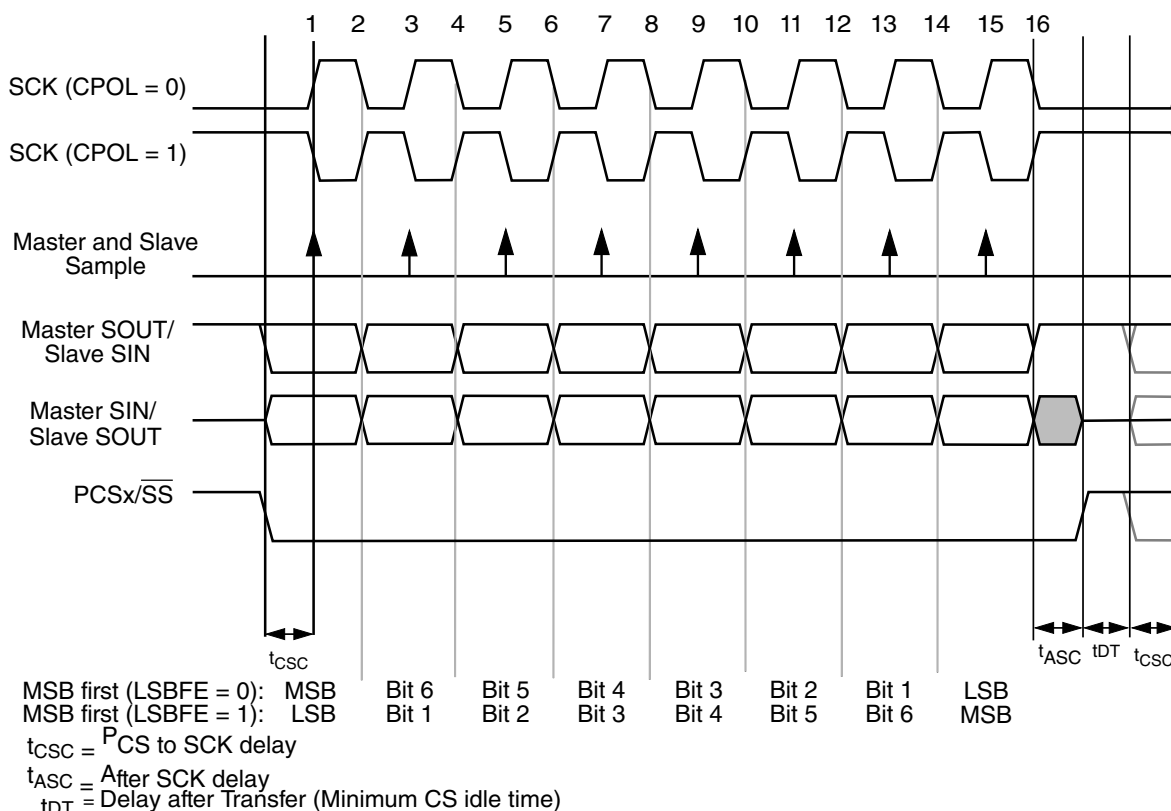 1 2 3 4 5 6 7 8 9 10 11 12 13 14 15 16
SCK (CPOL = 0)
SCK (CPOL = 1)
Master and Slave
Sample
Master SOUT/
Slave SIN
Master SIN/
Slave SOUT
PCSx/SS
tCSC
tASC
tDT
tCSC
MSB first (LSBFE = 0): MSB Bit 6 Bit 5 Bit 4 Bit 3 Bit 2 Bit 1 LSB
MSB first (LSBFE = 1): LSB Bit 1 Bit 2 Bit 3 Bit 4 Bit 5 Bit 6 MSB
tCSC = PCS to SCK delay
tASC = After SCK delay
tDT = Delay after Transfer (Minimum CS idle time)